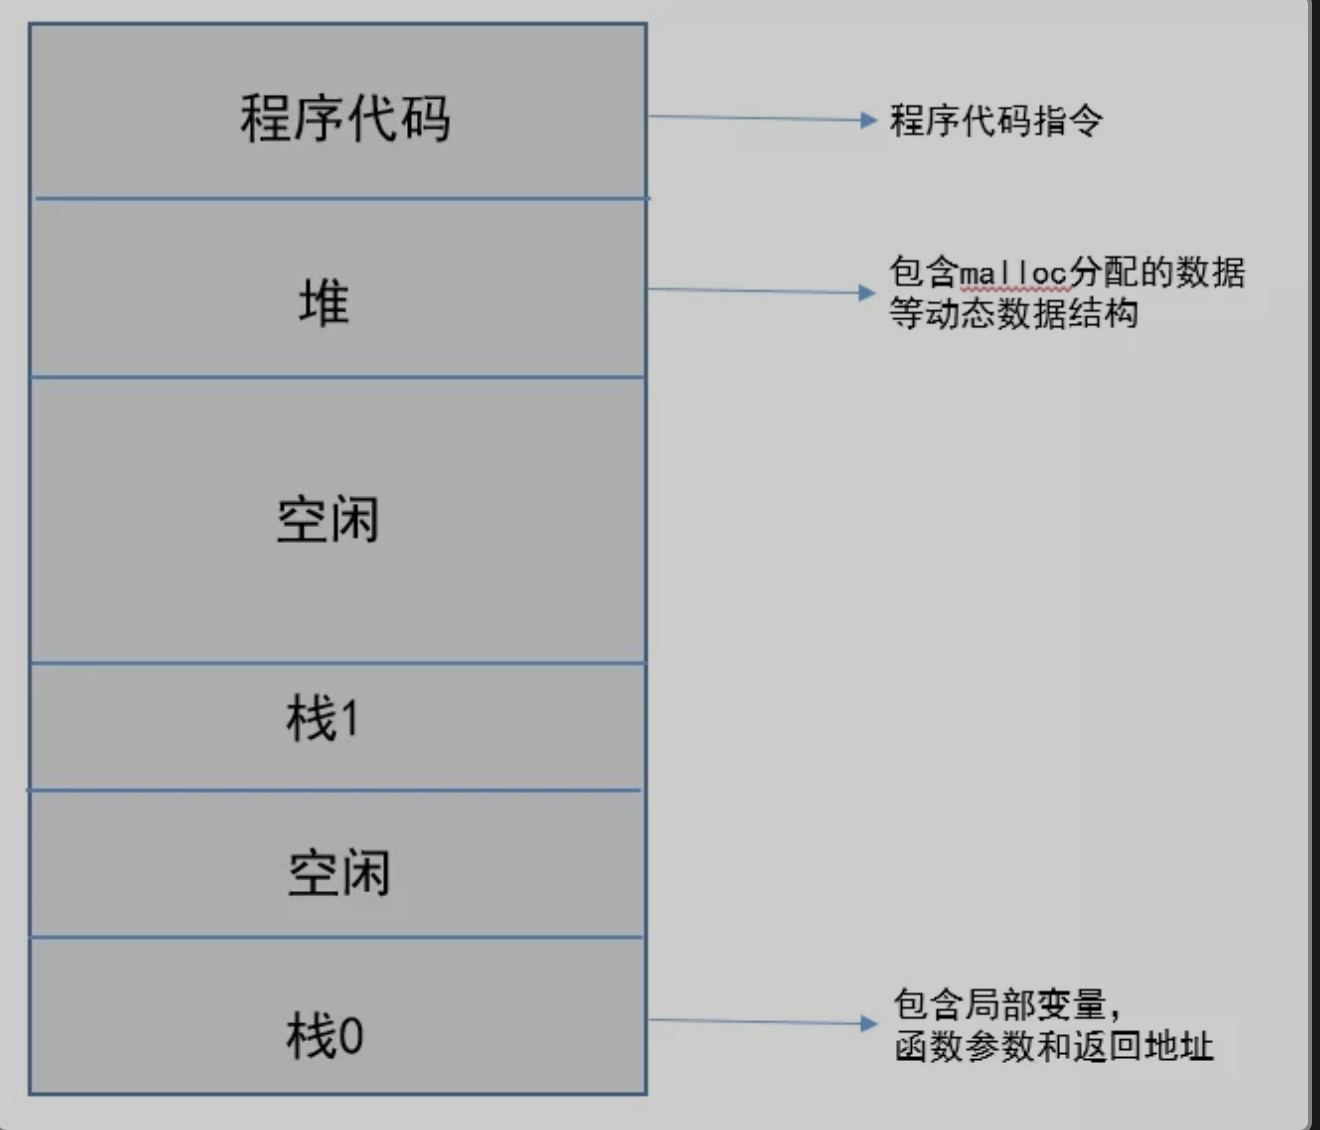 程序代码
程序代码指令
堆
包含malloc分配的数据
等动态数据结构
空闲
栈1
空闲
栈0
包含局部变量，
函数参数和返回地址